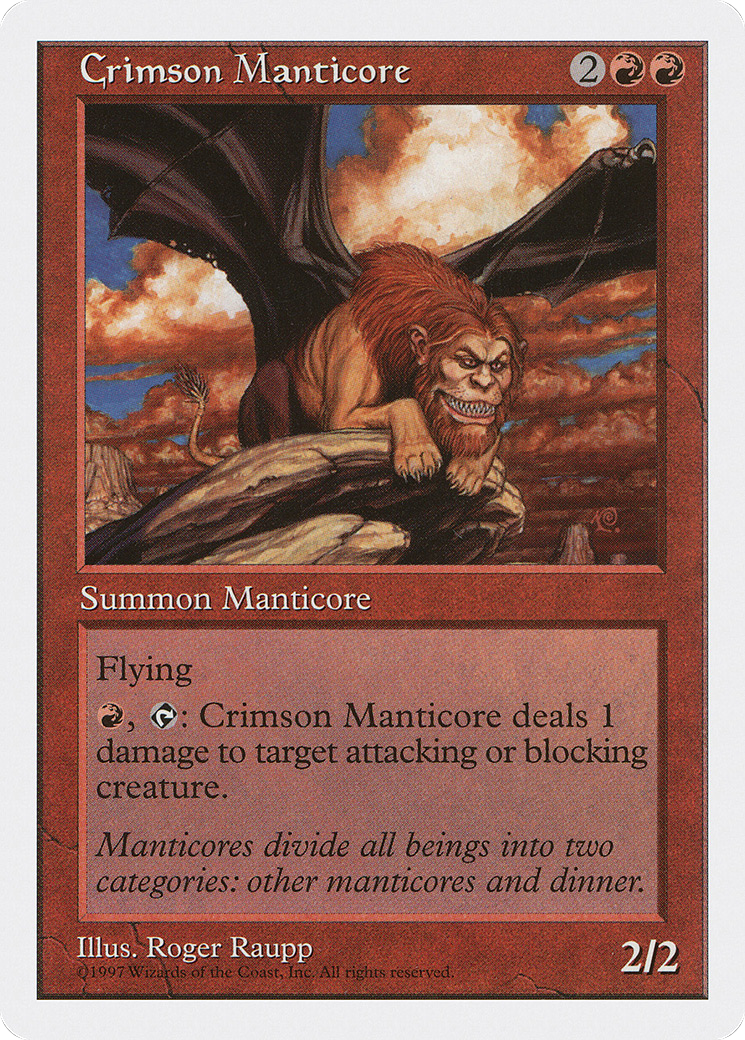 Crimson Manticore
2
Summon Manticore
Flying
, : Crimson Manticore deals 1
damage to target attacking or blocking
creature.
Manticores divide all beings into two
categories: other manticores and dinner.
Illus. Roger Raupp
©1997 Wizards of the Coast, Inc. All rights reserved.
2/2